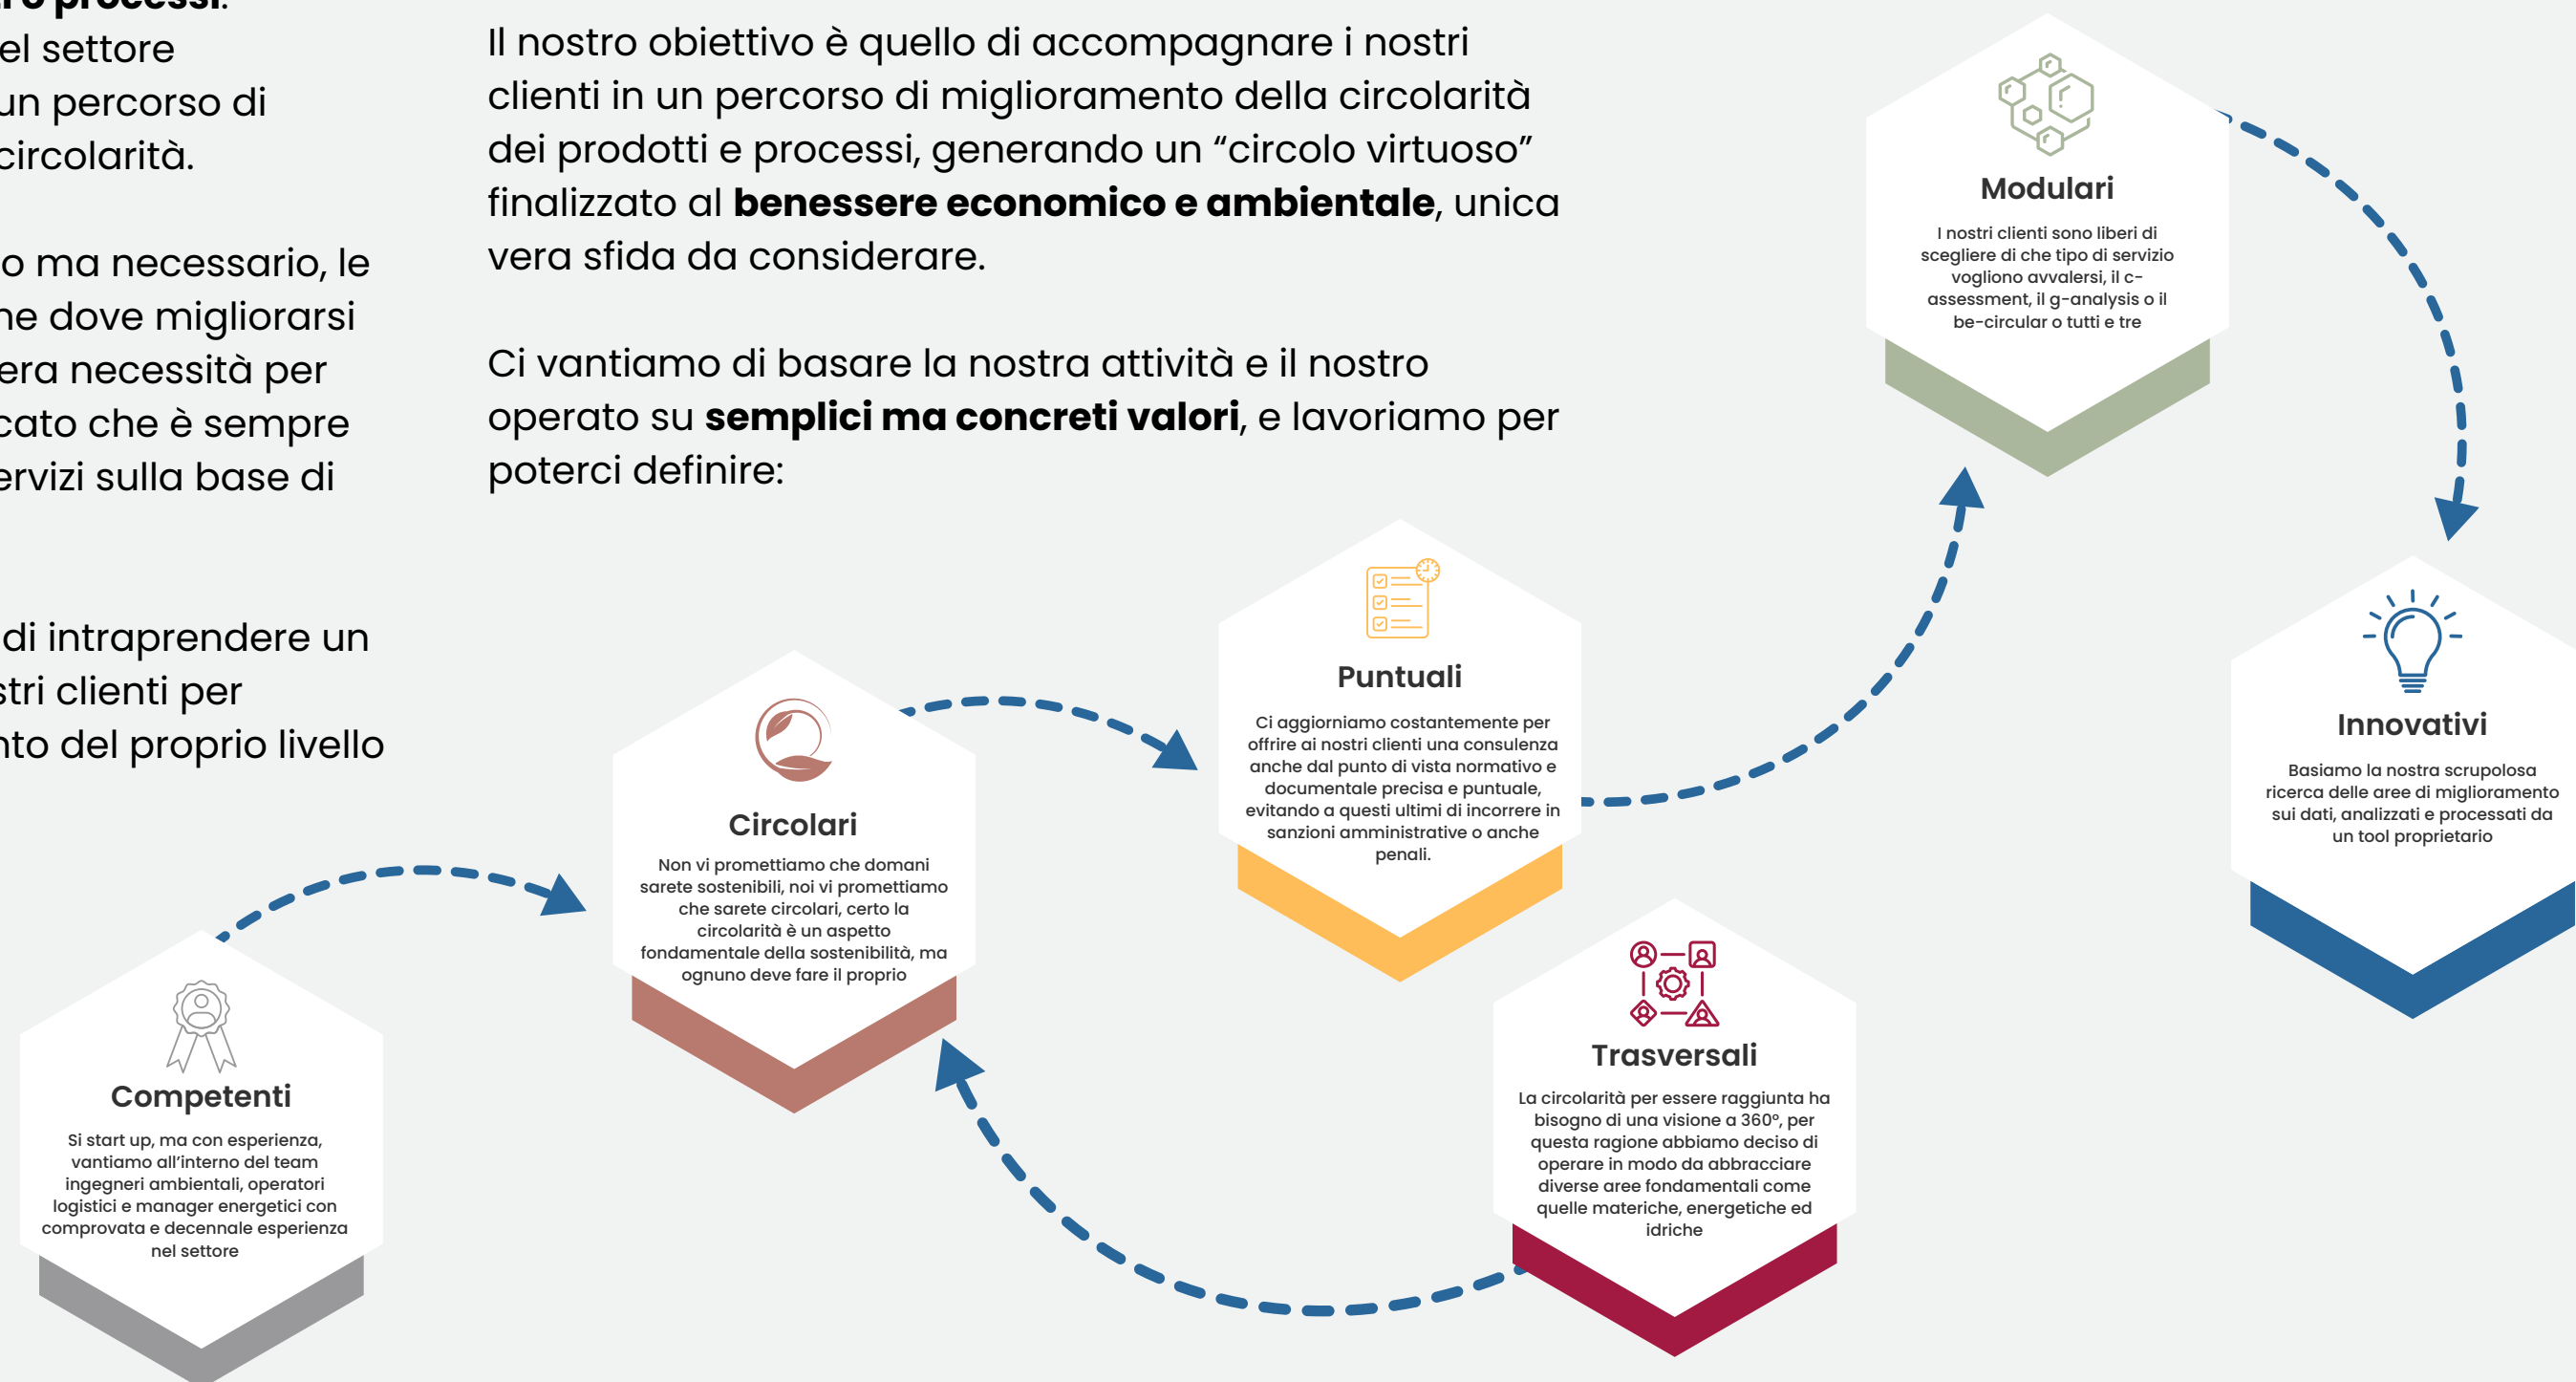 o processi.
el settore
un percorso di
circolarità.
o ma necessario, le
ne dove migliorarsi
era necessità per
cato che è sempre
ervizi sulla base di
di intraprendere un
stri clienti per
nto del proprio livello
Il nostro obiettivo è quello di accompagnare i nostri
clienti in un percorso di miglioramento della circolarità
dei prodotti e processi, generando un “circolo virtuoso”
finalizzato al benessere economico e ambientale, unica
vera sfida da considerare.
Ci vantiamo di basare la nostra attività e il nostro
operato su semplici ma concreti valori, e lavoriamo per
poterci definire:
Competenti
Si start up, ma con esperienza,
vantiamo all’interno del team
ingegneri ambientali, operatori
logistici e manager energetici con
comprovata e decennale esperienza
nel settore
Circolari
Non vi promettiamo che domani
sarete sostenibili, noi vi promettiamo
che sarete circolari, certo la
circolarità è un aspetto
fondamentale della sostenibilità, ma
ognuno deve fare il proprio
Puntuali
Ci aggiorniamo costantemente per
offrire ai nostri clienti una consulenza
anche dal punto di vista normativo e
documentale precisa e puntuale,
evitando a questi ultimi di incorrere in
sanzioni amministrative o anche
penali.
Modulari
I nostri clienti sono liberi di
scegliere di che tipo di servizio
vogliono avvalersi, il c-
assessment, il g-analysis o il
be-circular o tutti e tre
Innovativi
Basiamo la nostra scrupolosa
ricerca delle aree di miglioramento
sui dati, analizzati e processati da
un tool proprietario
Trasversali
La circolarità per essere raggiunta ha
bisogno di una visione a 360°, per
questa ragione abbiamo deciso di
operare in modo da abbracciare
diverse aree fondamentali come
quelle materiche, energetiche ed
idriche